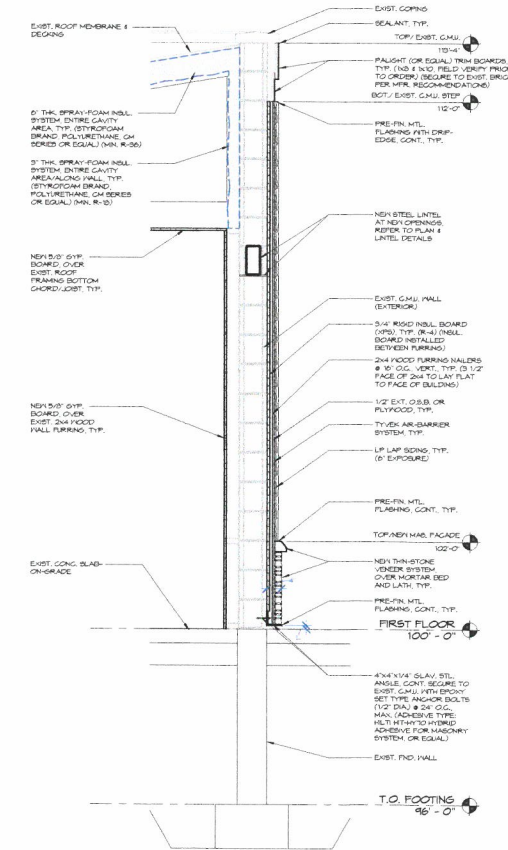 EXIST. ROOF MEMBRANE &
DECKING
6" THK. SPRAY-FOAM INSUL.
SYSTEM, ENTIRE CAVITY
AREA, TYP. (STYROFOAM
BRAND, POLYURETHANE, CM
SERIES OR EQUAL) (MIN. R-36)
3" THK. SPRAY-FOAM INSUL.
SYSTEM, ENTIRE CAVITY
AREA/ALONG WALL, TYP.
(STYROFOAM BRAND,
POLYURETHANE, CM SERIES
OR EQUAL) (MIN. R-18)
NEW 5/8" GYP.
BOARD, OVER
EXIST. ROOF
FRAMING BOTTOM
CHORD/JOIST, TYP.
NEW 5/8" GYP.
BOARD, OVER
EXIST. 2x4 WOOD
WALL FURRING, TYP.
EXIST. CONC. SLAB-
ON-GRADE
EXIST. COPING
SEALANT, TYP.
TOP/ EXIST. C.M.U.
113'-4"
PALIGHT (OR EQUAL) TRIM BOARDS,
TYP. (1x8 & 1x10, FIELD VERIFY PRIO
TO ORDER) (SECURE TO EXIST. BRIC
PER MFR. RECOMMENDATIONS)
BOT./ EXIST. C.M.U. STEP
112'-0"
PRE-FIN. MTL.
FLASHING WITH DRIP-
EDGE, CONT., TYP.
NEW STEEL LINTEL
AT NEW OPENINGS,
REFER TO PLAN &
LINTEL DETAILS
EXIST. C.M.U. WALL
(EXTERIOR)
3/4" RIGID INSUL. BOARD
(XPS), TYP. (R-4) (INSUL.
BOARD INSTALLED
BETWEEN FURRING)
2x4 WOOD FURRING NAILERS
@ 16" O.C. VERT., TYP. (3 1/2"
FACE OF 2x4 TO LAY FLAT
TO FACE OF BUILDING)
1/2" EXT. O.S.B. OR
PLYWOOD, TYP.
TYVEK AIR-BARRIER
SYSTEM, TYP.
LP LAP SIDING, TYP.
(6" EXPOSURE)
PRE-FIN. MTL.
FLASHING, CONT., TYP.
TOP/NEW MAS. FACADE
102'-0"
NEW THIN-STONE
VENEER SYSTEM,
OVER MORTAR BED
AND LATH, TYP.
PRE-FIN. MTL.
FLASHING, CONT., TYP.
FIRST FLOOR
100' - 0"
4"x4"x1/4" GLAV. STL.
ANGLE, CONT. SECURE TO
EXIST. C.M.U. WITH EPOXY
SET TYPE ANCHOR BOLTS
(1/2" DIA.) @ 24" O.C.,
MAX. (ADHESIVE TYPE:
HILTI HIT-HY70 HYBRID
ADHESIVE FOR MASONRY
SYSTEM, OR EQUAL)
EXIST. FND. WALL
T.O. FOOTING
96' - 0"